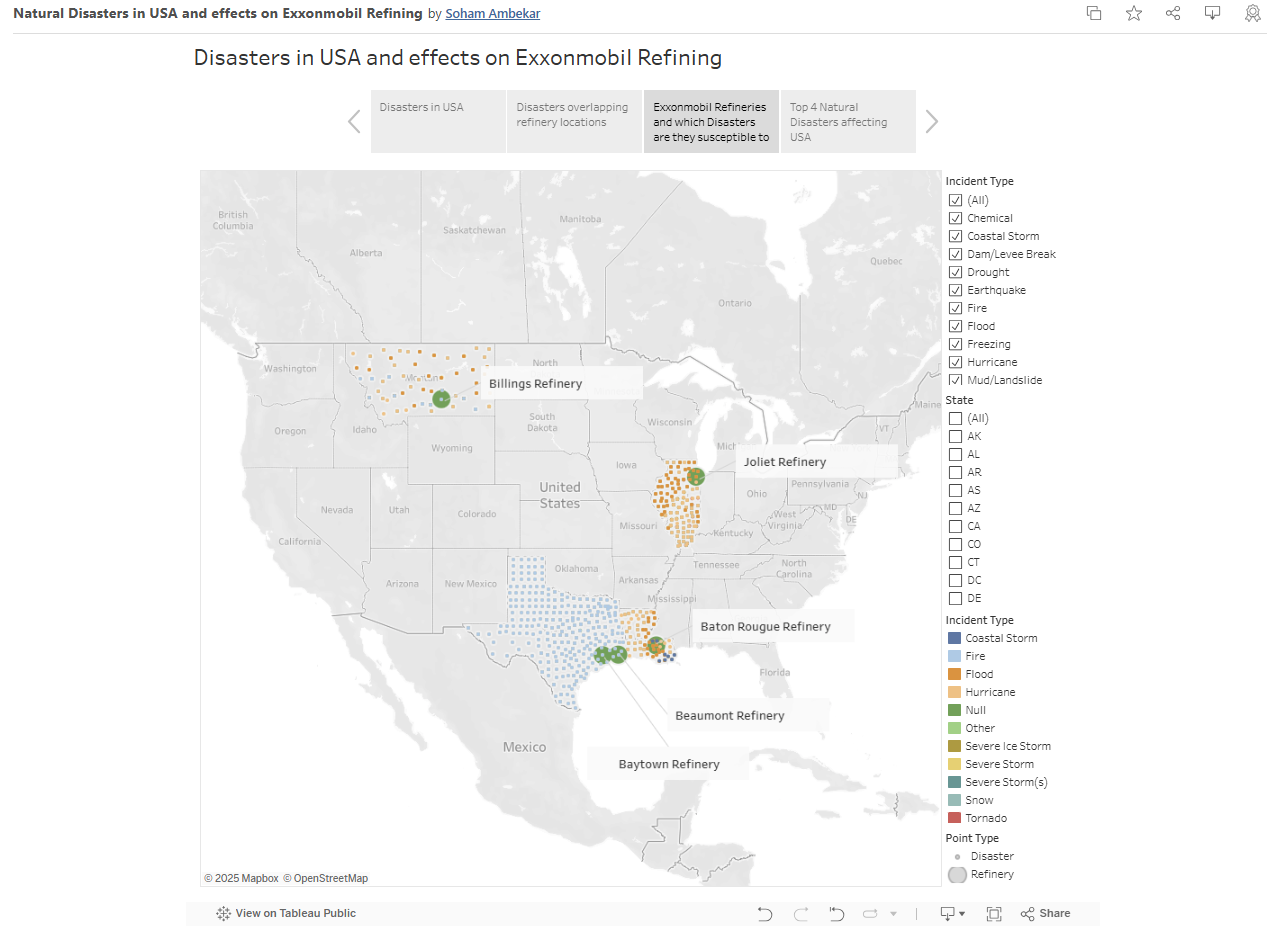 Natural Disasters in USA and effects on Exxonmobil Refining by Soham Ambekar
Disasters in USA and effects on Exxonmobil Refining
Disasters in USA
Disasters overlapping
refinery locations
Exxonmobil Refineries
and which Disasters
are they susceptible to
Top 4 Natural
Disasters affecting
USA
British
Columbia
Alberta
Saskatchewan
Manitoba
Ontario
Quebec
Washington
North
Maine
Billings Refinery
Oregon
Idaho
Wyoming
South
Dakota
Wisconsin
Mich
VT
Joliet Refinery
Iowa
Nevada
Utah
Colorado
United
States
Ohio
Pennsylvania
NJ
MD
DE
West
Virginia
California
Missouri
Kentucky
Arizona
New Mexico
Oklahoma
Arkansas
Tennessee
North
Carolina
Mississippi
Baton Rougue Refinery
Florida
Beaumont Refinery
Mexico
Baytown Refinery
© 2025 Mapbox © OpenStreetMap
Incident Type
(All)
Chemical
Coastal Storm
Dam/Levee Break
Drought
Earthquake
Fire
Flood
Freezing
Hurricane
Mud/Landslide
State
(All)
AK
AL
AR
AS
AZ
CA
CO
CT
DC
DE
Incident Type
Coastal Storm
Fire
Flood
Hurricane
Null
Other
Severe Ice Storm
Severe Storm
Severe Storm(s)
Snow
Tornado
Point Type
Disaster
Refinery
View on Tableau Public
Share